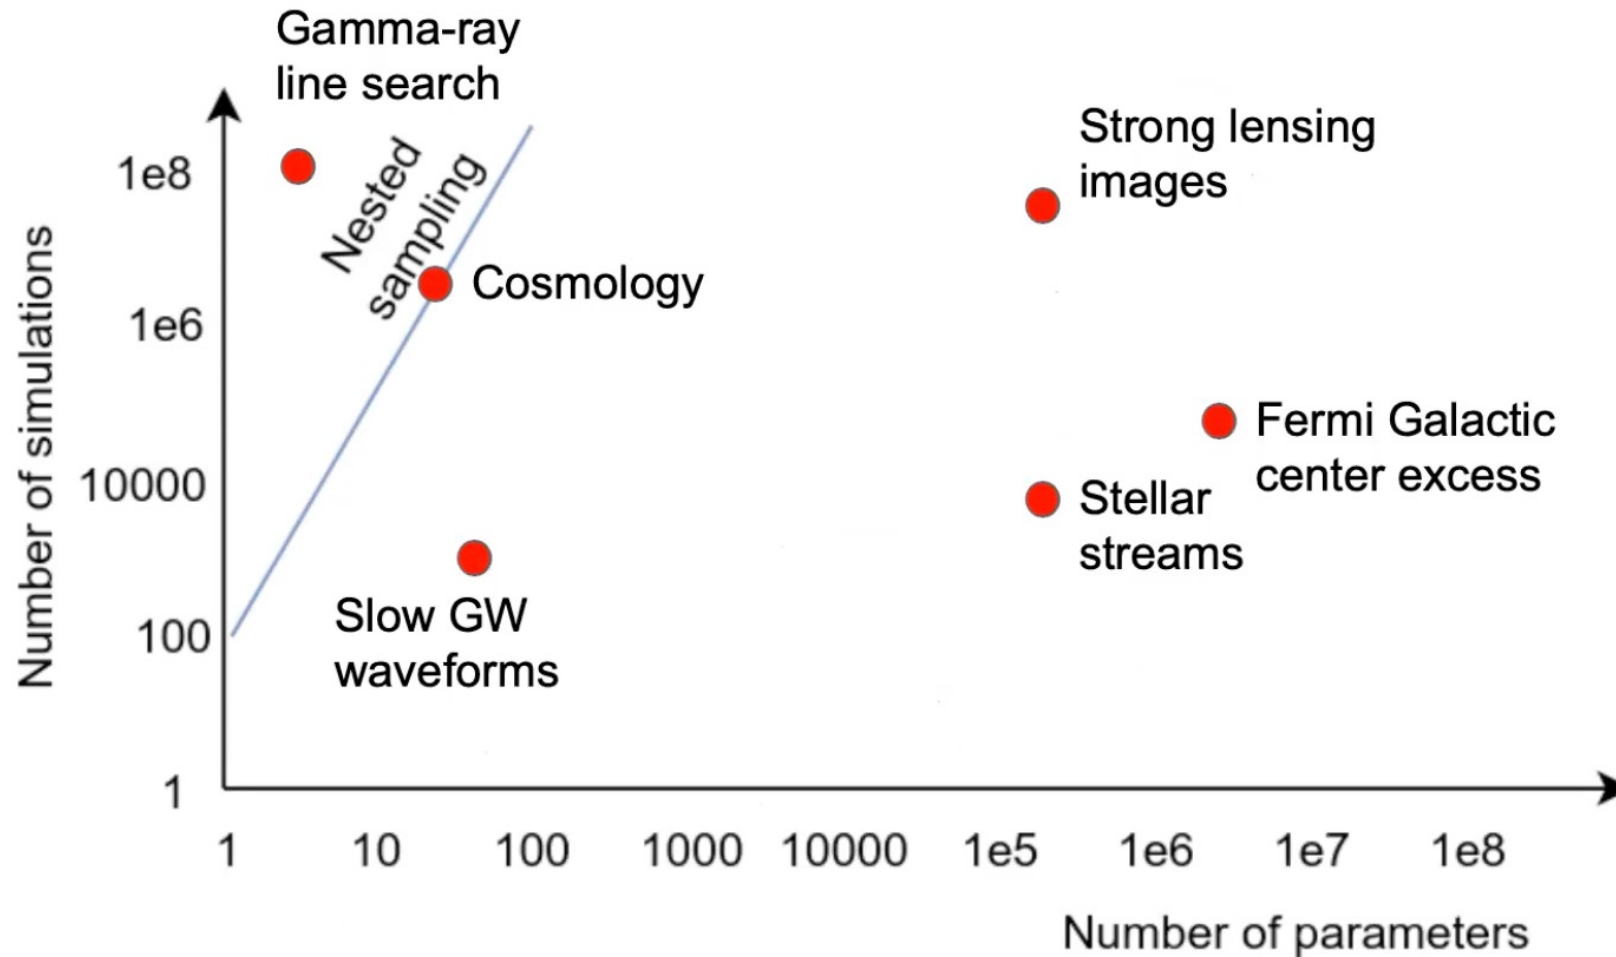 Gamma-ray
line search
Nested
sampling
Strong lensing
images
Cosmology
Fermi Galactic
center excess
Stellar
streams
Slow GW
waveforms
Number of simulations
1e8
1e6
10000
100
1
1 10 100 1000 10000 1e5 1e6 1e7 1e8
Number of parameters